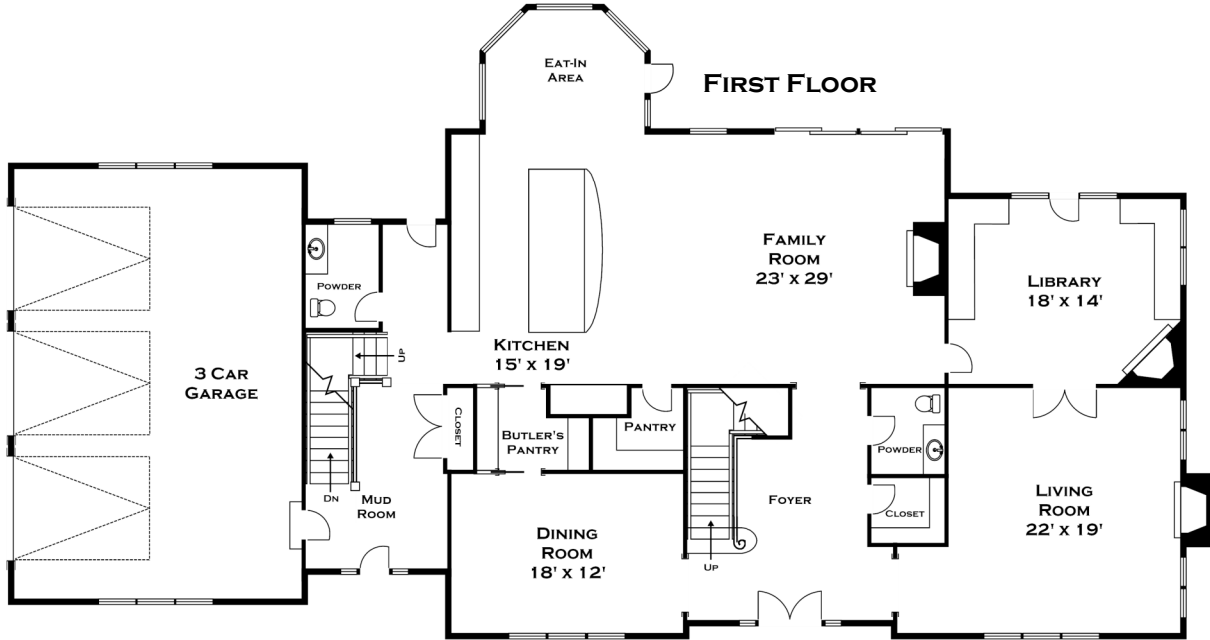 EAT-IN
AREA
FIRST FLOOR
FAMILY
ROOM
23' X 29'
POWDER
LIBRARY
18' X 14'
KITCHEN
15' X 19'
UP
3 CAR
GARAGE
CLOSET
BUTLER'S
PANTRY
PANTRY
POWDER
DN
MUD
ROOM
FOYER
CLOSET
LIVING
ROOM
22' X 19'
DINING
ROOM
18' X 12'
UP